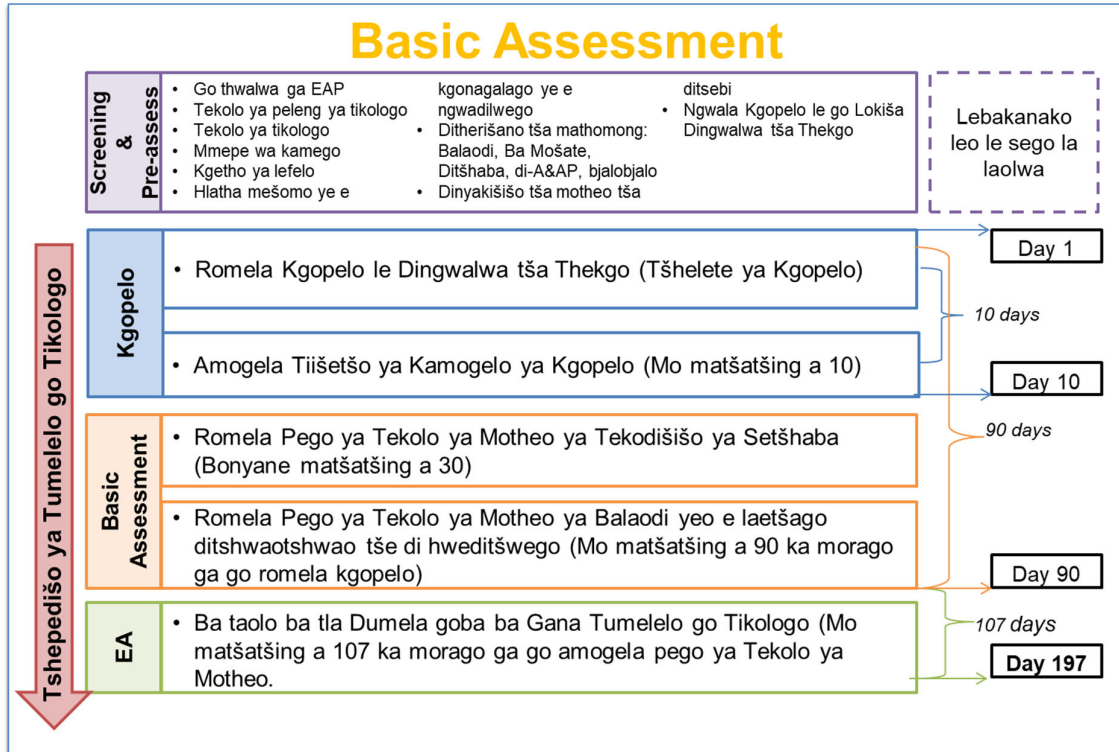 Basic Assessment
Screening
&
Pre-assess
• Go thwalwa ga EAP
• Tekolo ya peleng ya tikologo
• Tekolo ya tikologo
• Mmepe wa kamego
• Kgetho ya lefelo
• Hlatha mešomo ye e
kgonagalago ye e
ngwadilwego
• Ditherišano tša mathomong:
Balaodi, Ba Mošate,
Ditšhaba, di-A&AP, bjalobjalo
• Dinyakišišo tša motheo tša
ditsebi
• Ngwala Kgopelo le go Lokiša
Dingwalwa tša Thekgo
Lebakanako
leo le sego la
laolwa
Tshepedišo ya Tumelelo go Tikologo
Kgopelo
• Romela Kgopelo le Dingwalwa tša Thekgo (Tšhelete ya Kgopelo)
Day 1
10 days
• Amogela Tiišetšo ya Kamogelo ya Kgopelo (Mo matšatšing a 10)
Day 10
Basic
Assessment
• Romela Pego ya Tekolo ya Motheo ya Tekodišišo ya Setšhaba
(Bonyane matšatšing a 30)
90 days
• Romela Pego ya Tekolo ya Motheo ya Balaodi yeo e laetšago
ditshwaotshwao tše di hweditšwego (Mo matšatšing a 90 ka morago
ga go romela kgopelo)
Day 90
EA
• Ba taolo ba tla Dumela goba ba Gana Tumelelo go Tikologo (Mo
matšatšing a 107 ka morago ga go amogela pego ya Tekolo ya
Motheo.
107 days
Day 197